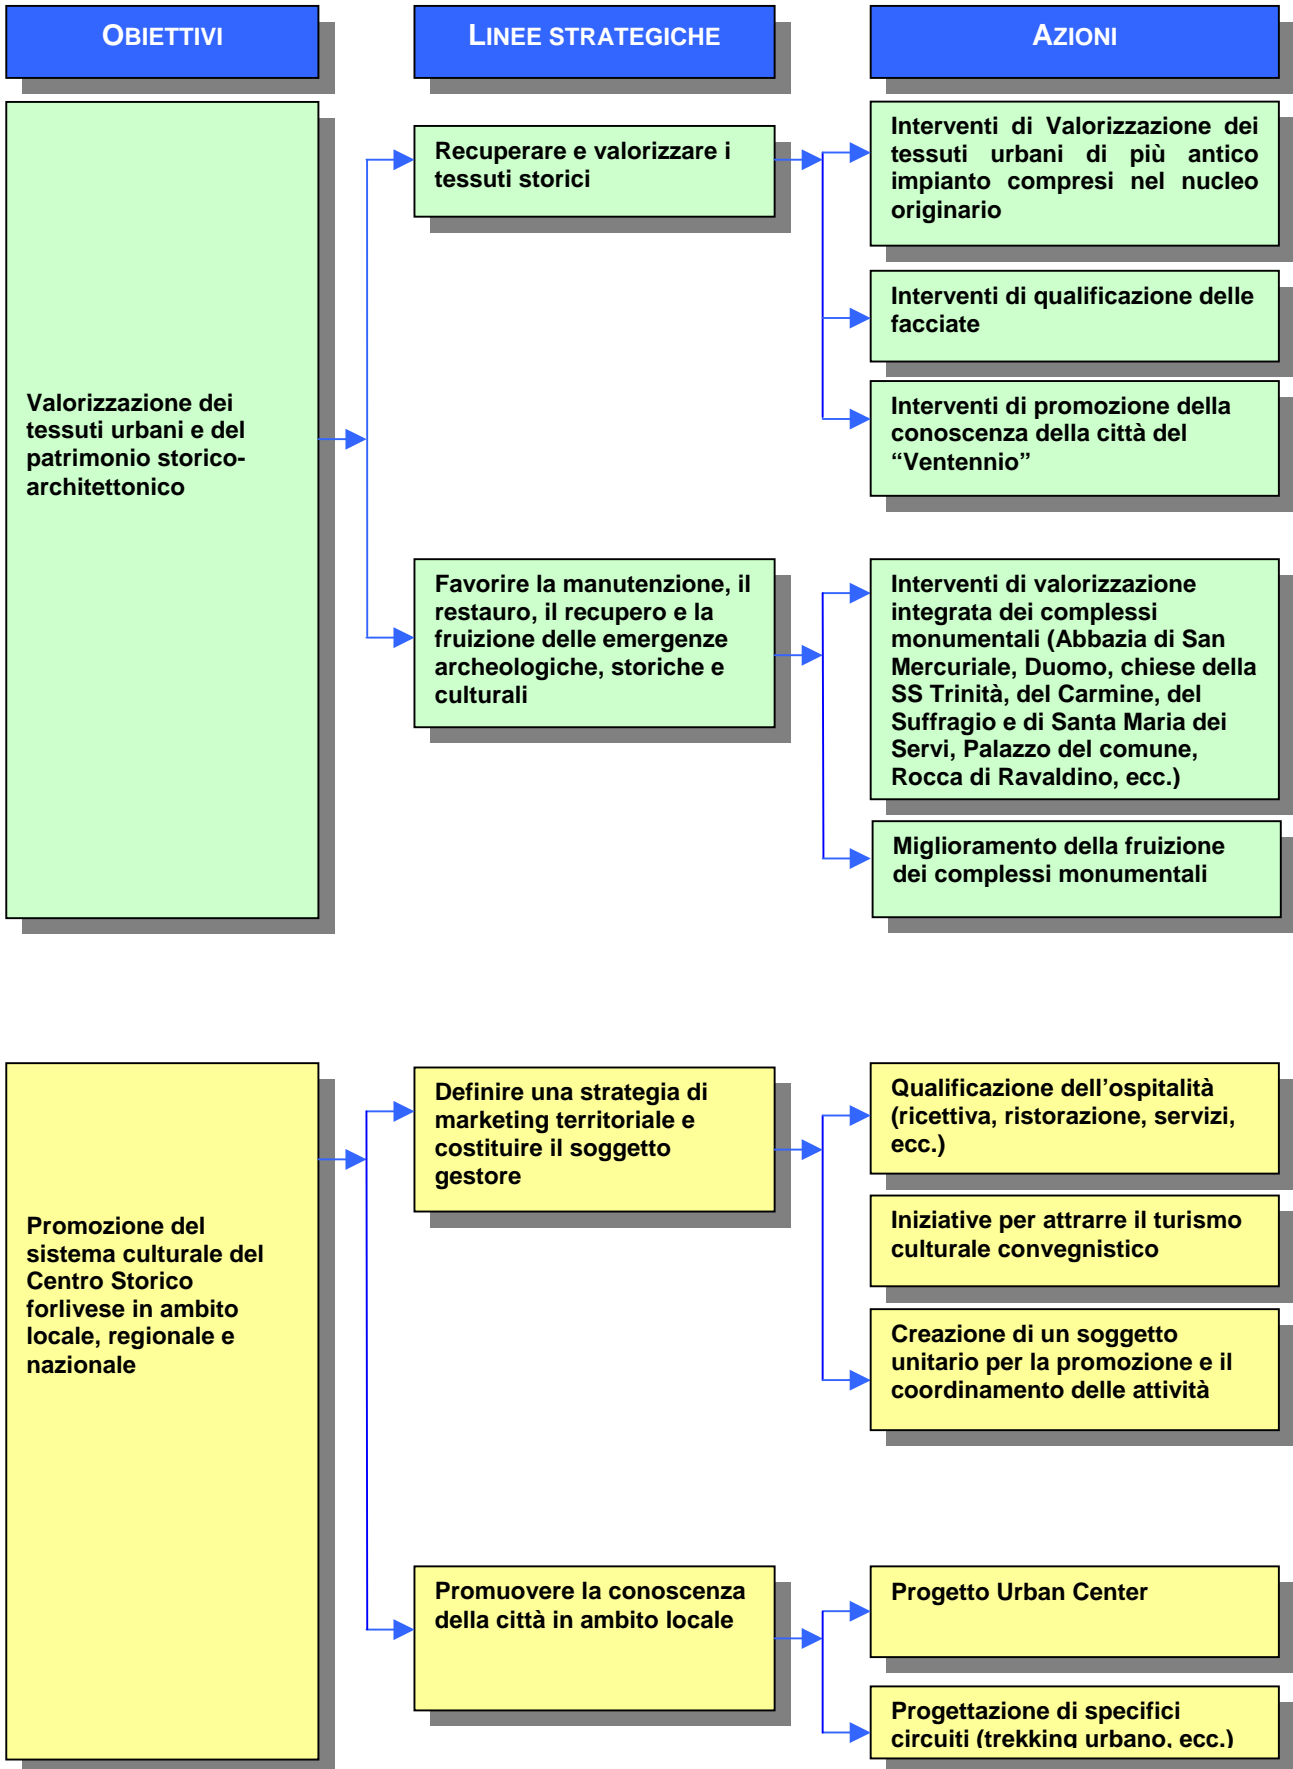 OBIETTIVI
LINEE STRATEGICHE
AZIONI
Valorizzazione dei
tessuti urbani e del
patrimonio storico-
architettonico
Recuperare e valorizzare i
tessuti storici
Interventi di Valorizzazione dei
tessuti urbani di più antico
impianto compresi nel nucleo
originario
Interventi di qualificazione delle
facciate
Interventi di promozione della
conoscenza della città del
“Ventennio”
Favorire la manutenzione, il
restauro, il recupero e la
fruizione delle emergenze
archeologiche, storiche e
culturali
Interventi di valorizzazione
integrata dei complessi
monumentali (Abbazia di San
Mercuriale, Duomo, chiese della
SS Trinità, del Carmine, del
Suffragio e di Santa Maria dei
Servi, Palazzo del comune,
Rocca di Ravaldino, ecc.)
Miglioramento della fruizione
dei complessi monumentali
Promozione del
sistema culturale del
Centro Storico
forlivese in ambito
locale, regionale e
nazionale
Definire una strategia di
marketing territoriale e
costituire il soggetto
gestore
Qualificazione dell’ospitalità
(ricettiva, ristorazione, servizi,
ecc.)
Iniziative per attrarre il turismo
culturale convegnistico
Creazione di un soggetto
unitario per la promozione e il
coordinamento delle attività
Promuovere la conoscenza
della città in ambito locale
Progetto Urban Center
Progettazione di specifici
circuiti (trekking urbano, ecc.)